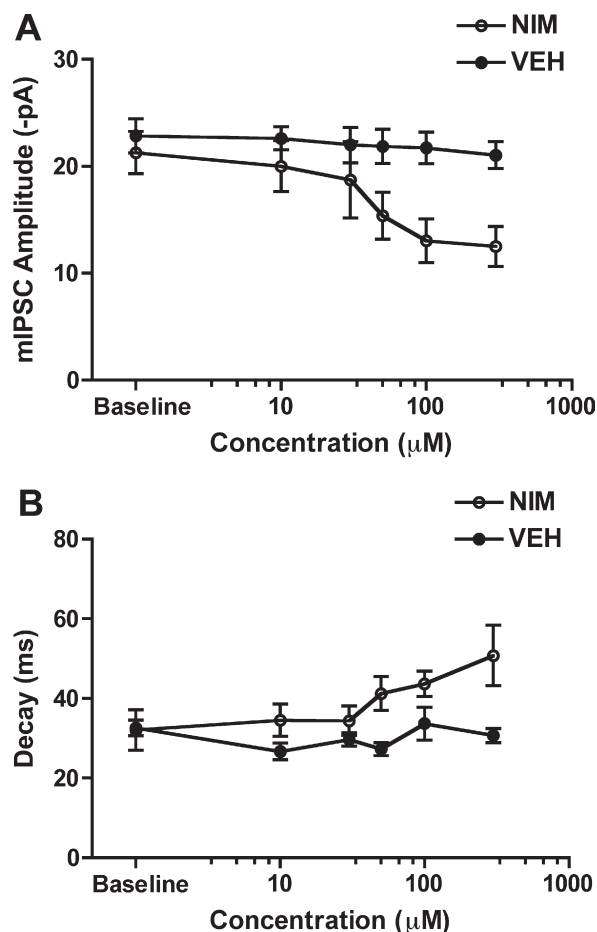 A
NIM
VEH
30
20
10
0
mIPSC Amplitude (-pA)
Baseline 10 100 1000
Concentration (μM)
B
NIM
VEH
80
60
40
20
0
Decay (ms)
Baseline 10 100 1000
Concentration (μM)